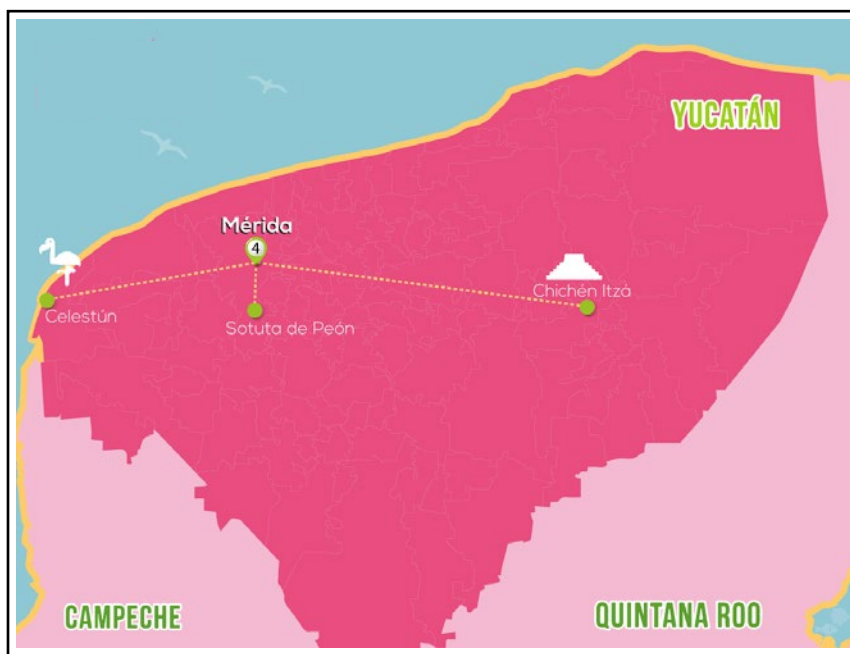 YUCATÁN
Mérida
4
Chichén Itzá
Celestún
Sotuta de Peón
CAMPECHE
QUINTANA ROO